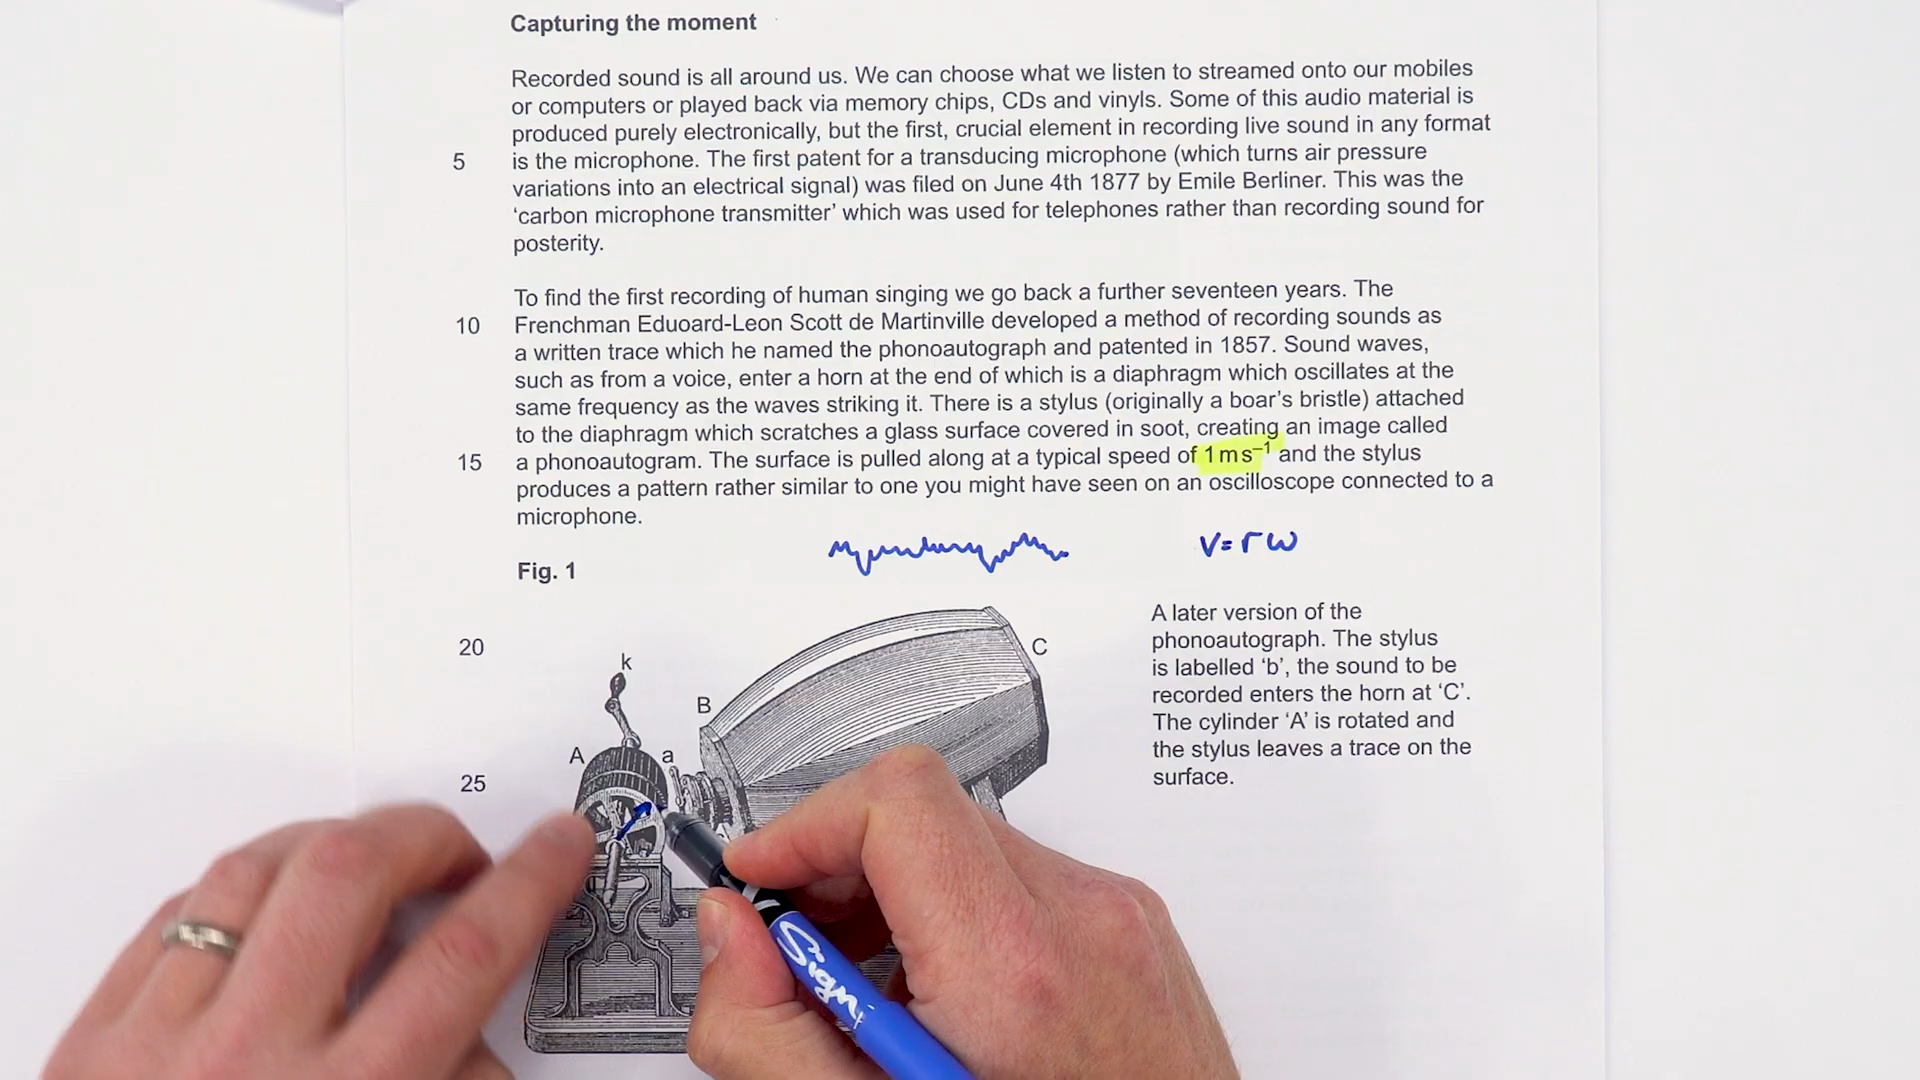 Capturing the moment
Recorded sound is all around us. We can choose what we listen to streamed onto our mobiles
or computers or played back via memory chips, CDs and vinyls. Some of this audio material is
produced purely electronically, but the first, crucial element in recording live sound in any format
5 is the microphone. The first patent for a transducing microphone (which turns air pressure
variations into an electrical signal) was filed on June 4th 1877 by Emile Berliner. This was the
‘carbon microphone transmitter’ which was used for telephones rather than recording sound for
posterity.
To find the first recording of human singing we go back a further seventeen years. The
10 Frenchman Eduoard-Leon Scott de Martinville developed a method of recording sounds as
a written trace which he named the phonoautograph and patented in 1857. Sound waves,
such as from a voice, enter a horn at the end of which is a diaphragm which oscillates at the
same frequency as the waves striking it. There is a stylus (originally a boar’s bristle) attached
to the diaphragm which scratches a glass surface covered in soot, creating an image called
15 a phonoautogram. The surface is pulled along at a typical speed of 1 m s⁻¹ and the stylus
produces a pattern rather similar to one you might have seen on an oscilloscope connected to a
microphone.
v=rω
Fig. 1
A later version of the
20
phonoautograph. The stylus
is labelled ‘b’, the sound to be
recorded enters the horn at ‘C’.
The cylinder ‘A’ is rotated and
the stylus leaves a trace on the
surface.
C
k
B
A
a
25
Signo